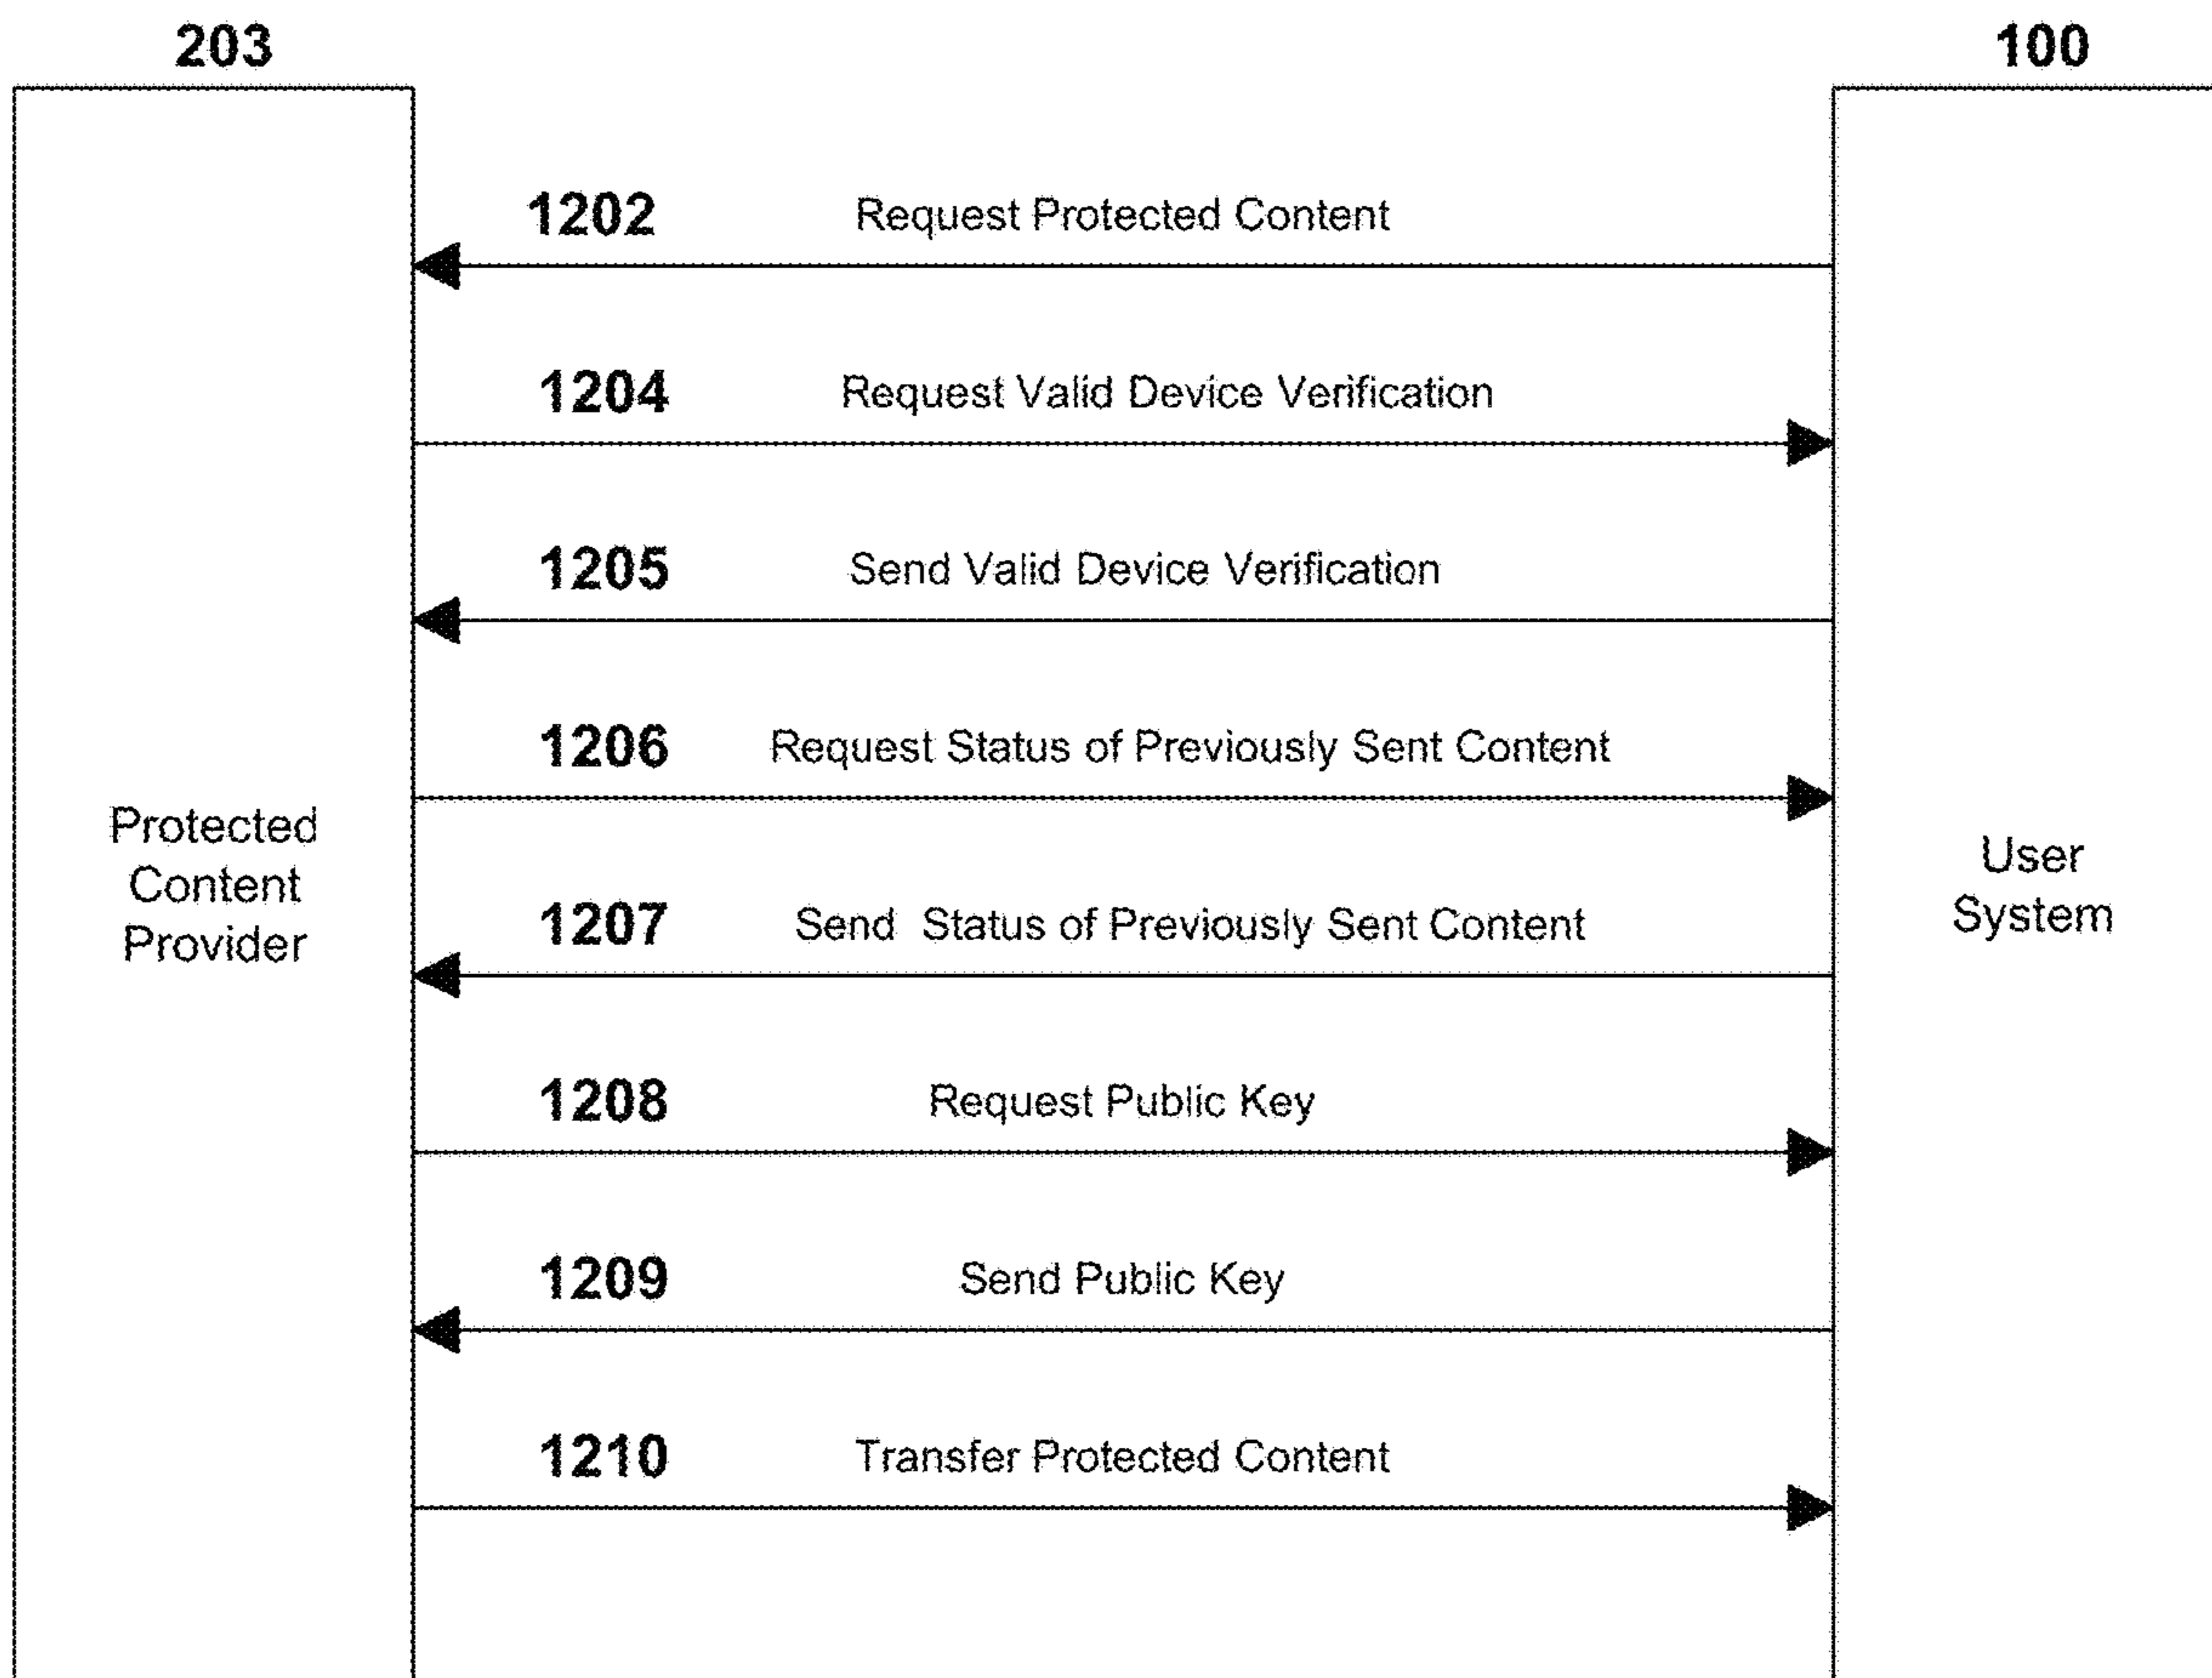 203
100
1202 Request Protected Content
1204 Request Valid Device Verification
1205 Send Valid Device Verification
1206 Request Status of Previously Sent Content
Protected
Content
Provider
User
System
1207 Send Status of Previously Sent Content
1208 Request Public Key
1209 Send Public Key
1210 Transfer Protected Content